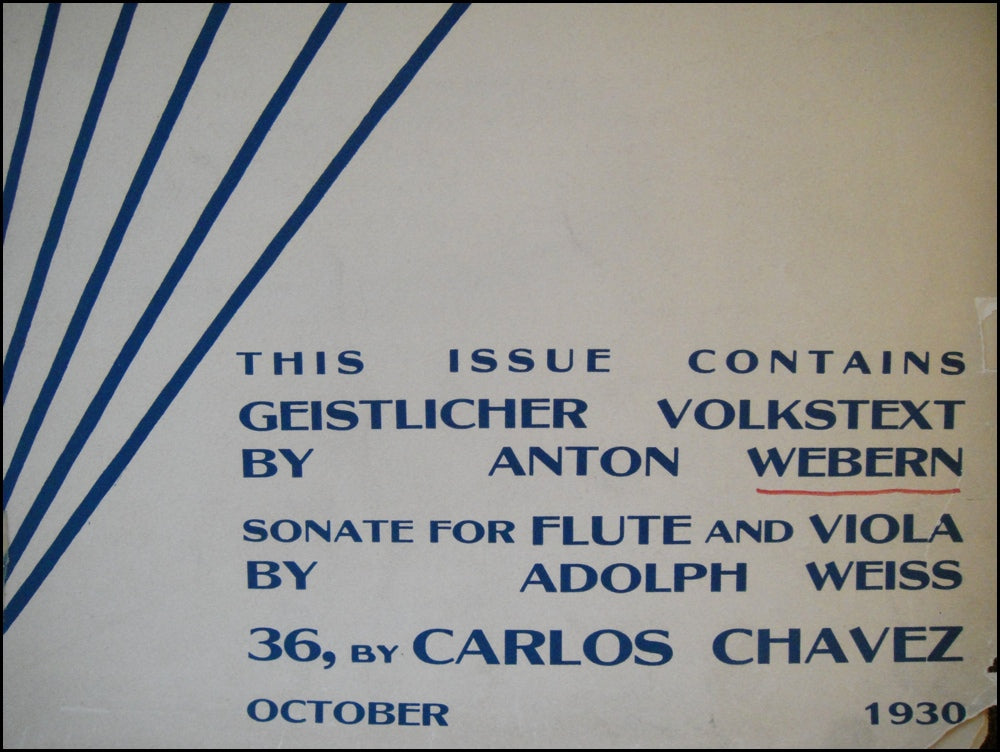 THIS ISSUE CONTAINS
GEISTLICHER VOLKSTEXT
BY ANTON WEBERN
SONATE FOR FLUTE AND VIOLA
BY ADOLPH WEISS
36, BY CARLOS CHAVEZ
OCTOBER 1930